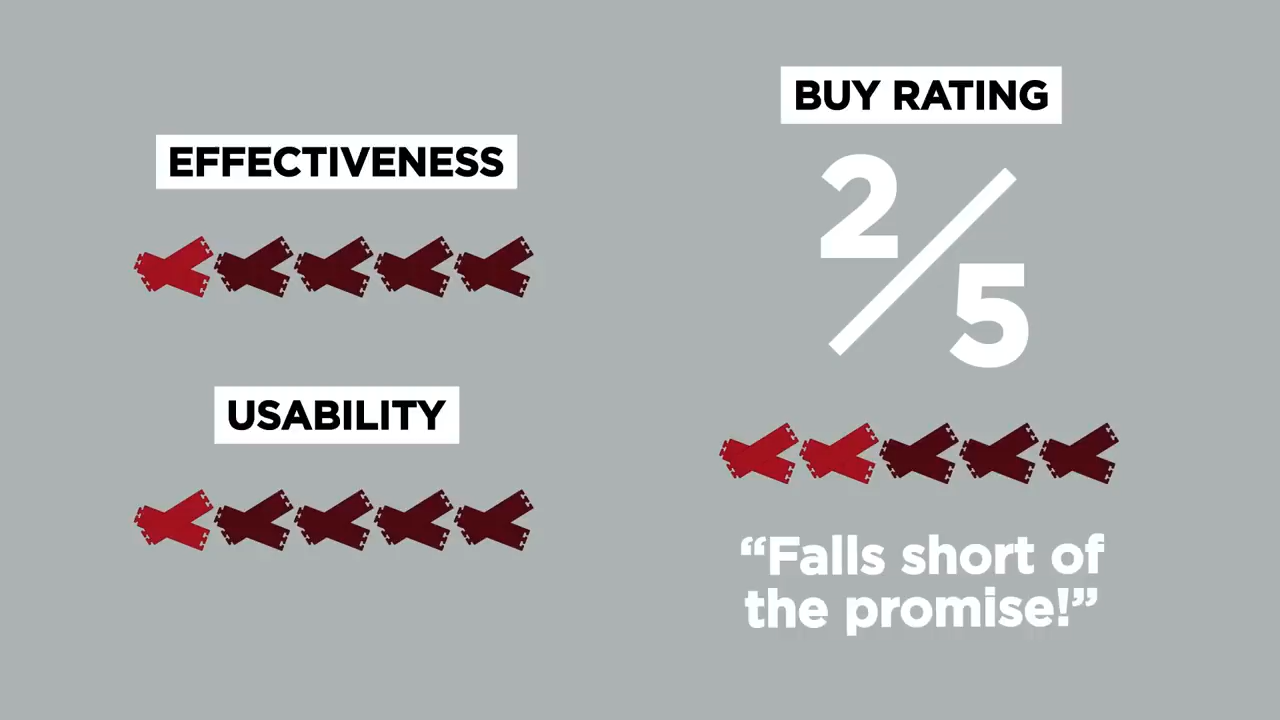 EFFECTIVENESS
USABILITY
BUY RATING
2/5
“Falls short of
the promise!”